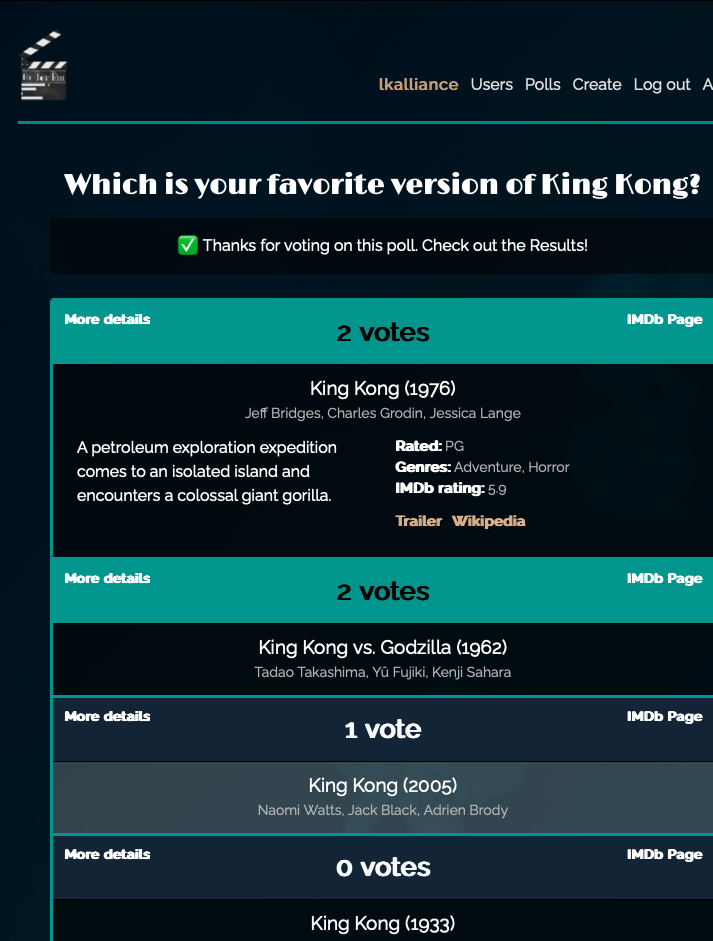 lkalliance Users Polls Create Log out A
Which is your favorite version of King Kong?
✅ Thanks for voting on this poll. Check out the Results!
More details 2 votes IMDb Page
King Kong (1976)
Jeff Bridges, Charles Grodin, Jessica Lange
A petroleum exploration expedition
comes to an isolated island and
encounters a colossal giant gorilla.
Rated: PG
Genres: Adventure, Horror
IMDb rating: 5.9
Trailer Wikipedia
More details 2 votes IMDb Page
King Kong vs. Godzilla (1962)
Tadao Takashima, Yû Fujiki, Kenji Sahara
More details 1 vote IMDb Page
King Kong (2005)
Naomi Watts, Jack Black, Adrien Brody
More details 0 votes IMDb Page
King Kong (1933)